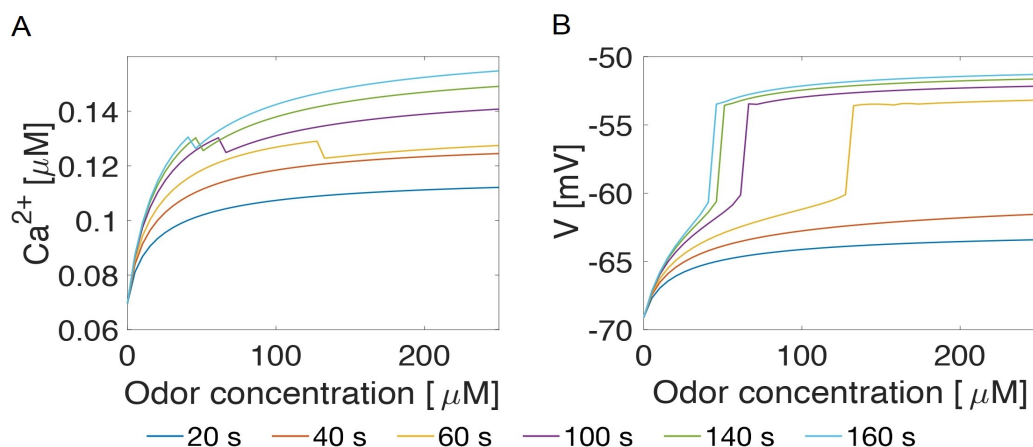 A
B
Ca2+ [μM]
0.14
0.12
0.1
0.08
0.06
0
100
200
Odor concentration [ μM]
V [mV]
-50
-55
-60
-65
-70
0
100
200
Odor concentration [ μM]
20 s 40 s 60 s 100 s 140 s 160 s